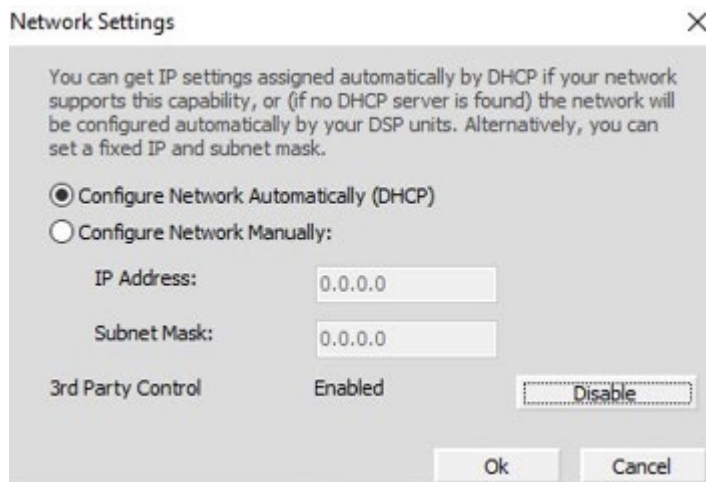 Network Settings
You can get IP settings assigned automatically by DHCP if your network
supports this capability, or (if no DHCP server is found) the network will
be configured automatically by your DSP units. Alternatively, you can
set a fixed IP and subnet mask.
Configure Network Automatically (DHCP)
Configure Network Manually:
IP Address: 0.0.0.0
Subnet Mask: 0.0.0.0
3rd Party Control Enabled Disable
Ok Cancel